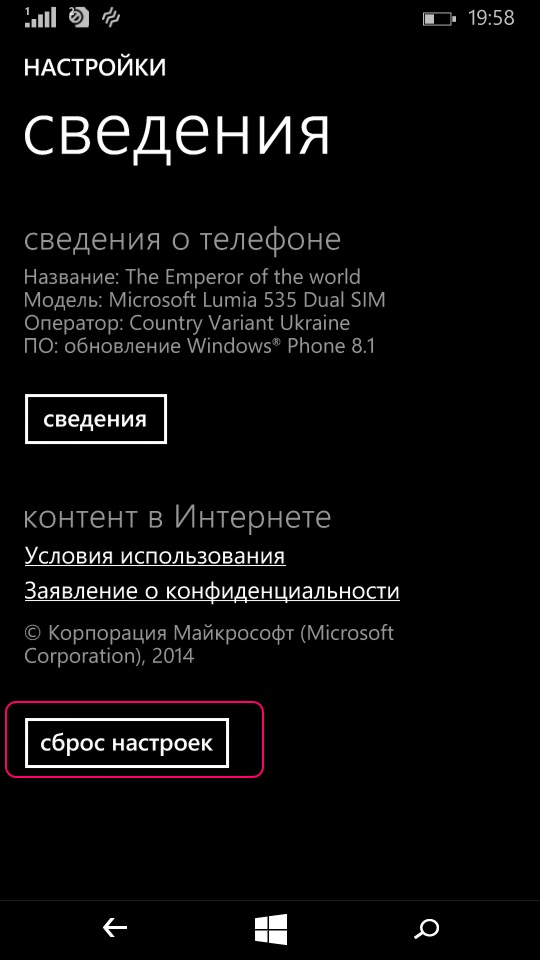 1
19:58
НАСТРОЙКИ
сведения
сведения о телефоне
Название: The Emperor of the world
Модель: Microsoft Lumia 535 Dual SIM
Оператор: Country Variant Ukraine
ПО: обновление Windows® Phone 8.1
сведения
контент в Интернете
Условия использования
Заявление о конфиденциальности
© Корпорация Майкрософт (Microsoft
Corporation), 2014
сброс настроек